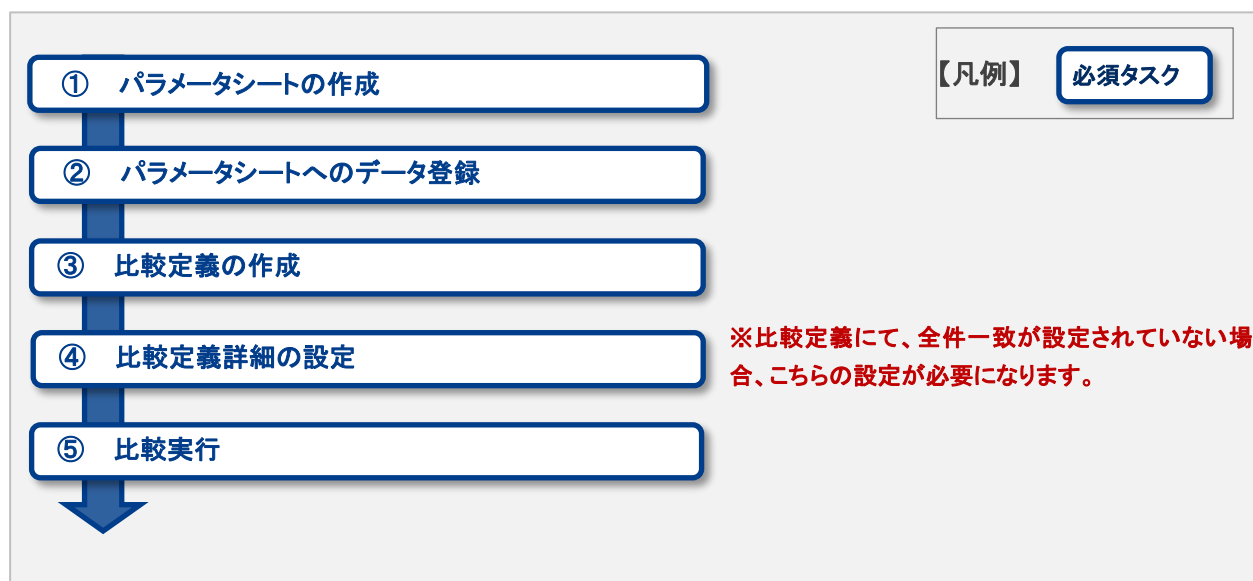 【凡例】 必須タスク
① パラメータシートの作成
② パラメータシートへのデータ登録
③ 比較定義の作成
④ 比較定義詳細の設定
※比較定義にて、全件一致が設定されていない場
合、こちらの設定が必要になります。
⑤ 比較実行